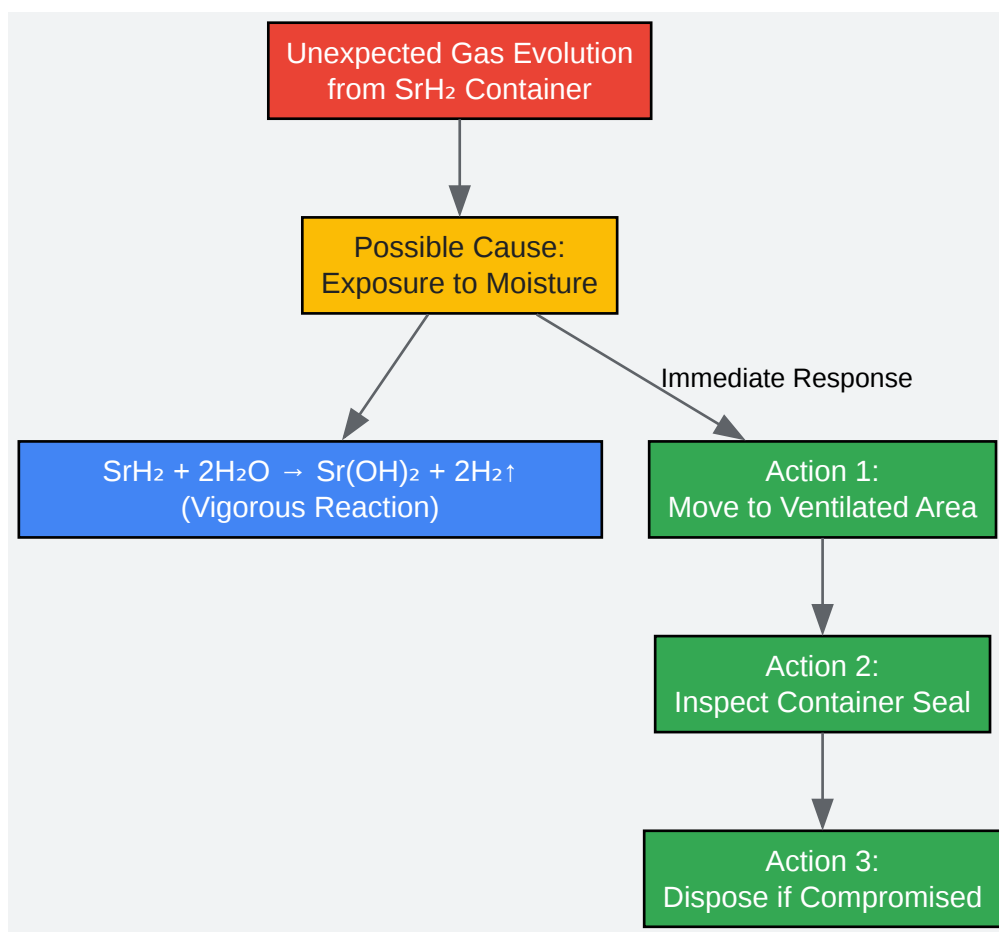 Unexpected Gas Evolution
from SrH₂ Container
Possible Cause:
Exposure to Moisture
Immediate Response
SrH₂ + 2H₂O → Sr(OH)₂ + 2H₂↑
(Vigorous Reaction)
Action 1:
Move to Ventilated Area
Action 2:
Inspect Container Seal
Action 3:
Dispose if Compromised